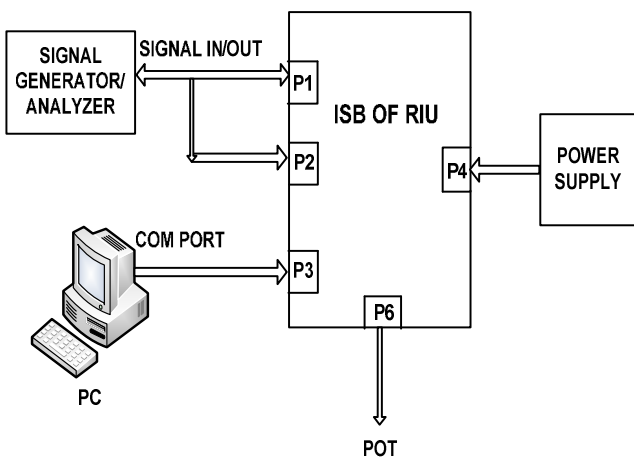 SIGNAL
GENERATOR/
ANALYZER
SIGNAL IN/OUT
P1
ISB OF RIU
P2
P4
POWER
SUPPLY
COM PORT
P3
P6
PC
POT